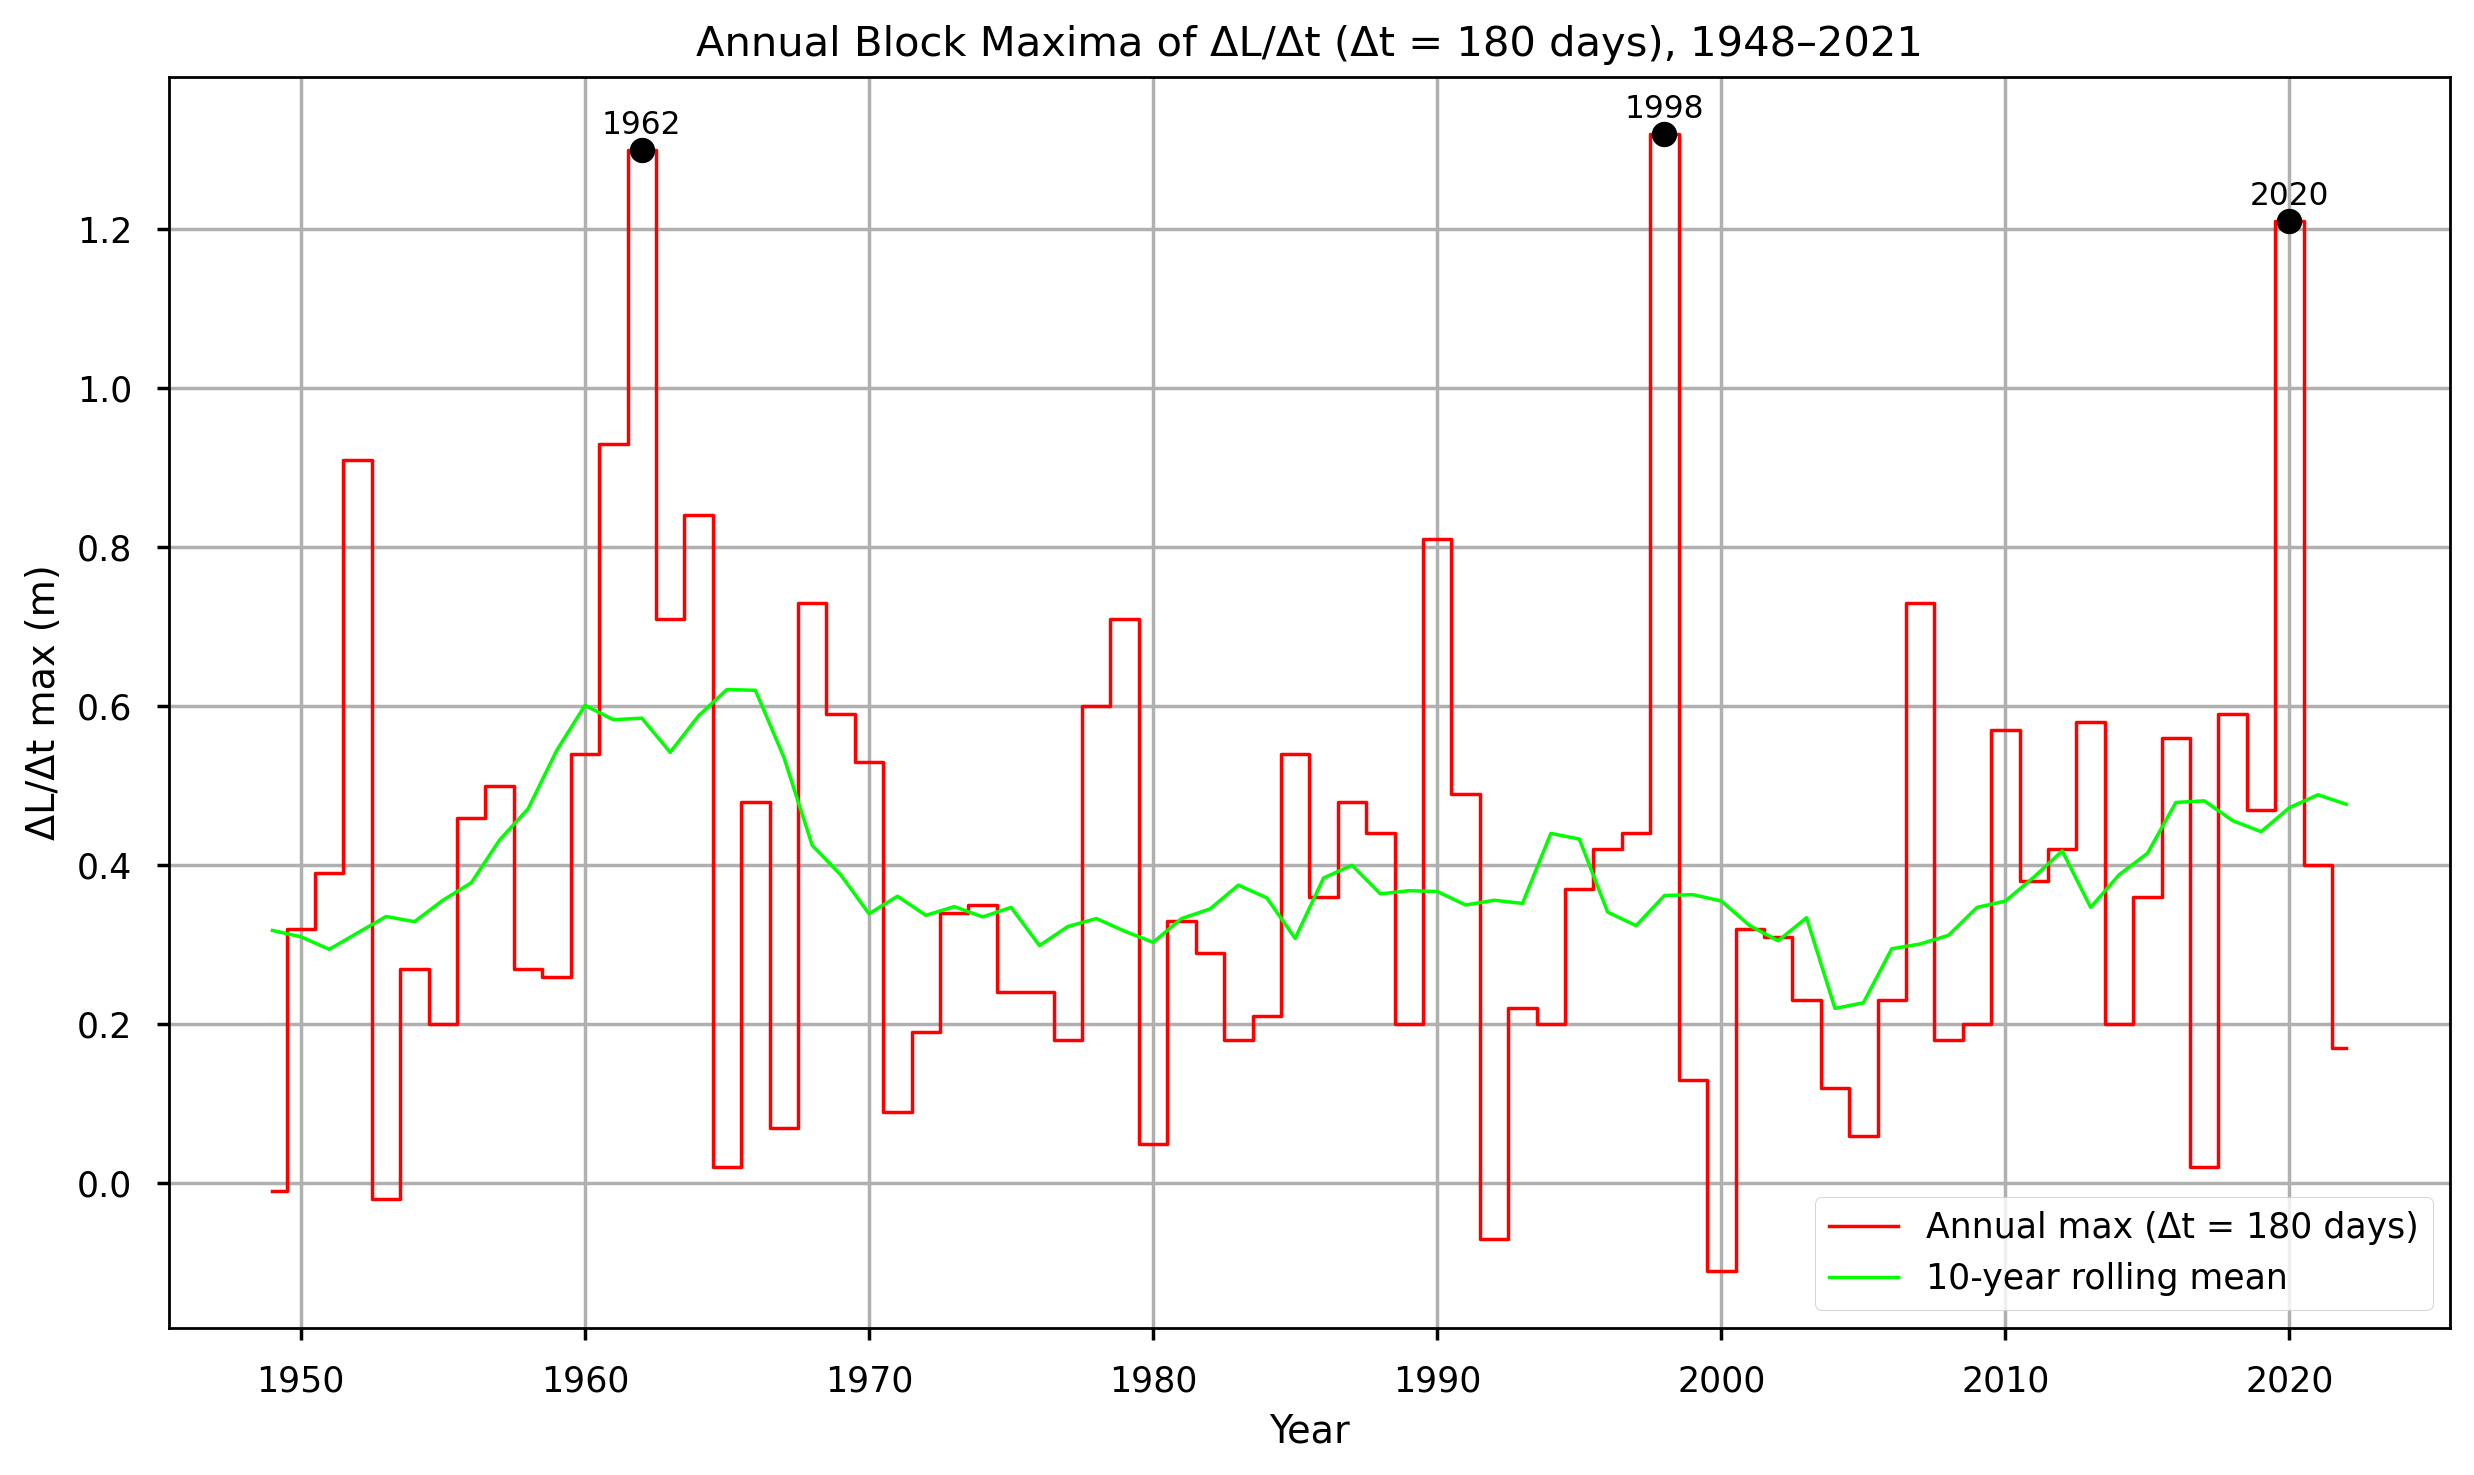 Annual Block Maxima of ΔL/Δt (Δt = 180 days), 1948–2021
1962
1998
2020
1.2
1.0
0.8
0.6
0.4
0.2
0.0
ΔL/Δt max (m)
Annual max (Δt = 180 days)
10-year rolling mean
1950 1960 1970 1980 1990 2000 2010 2020
Year